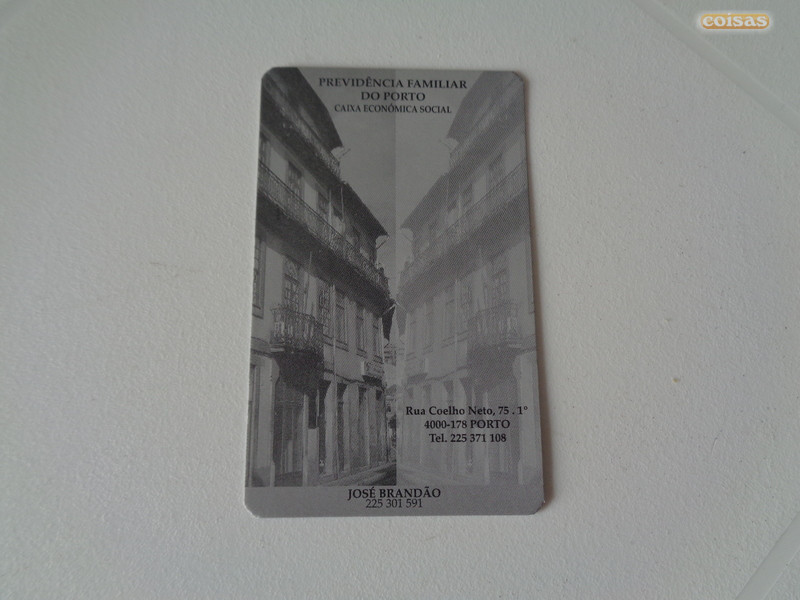 coisas
PREVIDÊNCIA FAMILIAR
DO PORTO
CAIXA ECONÓMICA SOCIAL
Rua Coelho Neto, 75 . 1º
4000-178 PORTO
Tel. 225 371 108
JOSÉ BRANDÃO
225 301 591